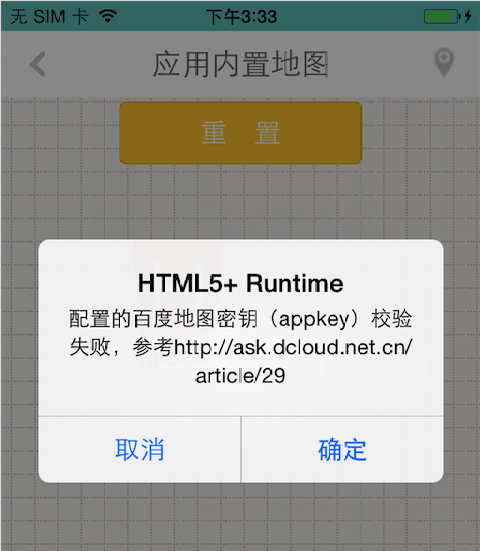 无 SIM 卡 下午3:33
应用内置地图
重 置
HTML5+ Runtime
配置的百度地图密钥（appkey）校验
失败，参考http://ask.dcloud.net.cn/
article/29
取消 确定